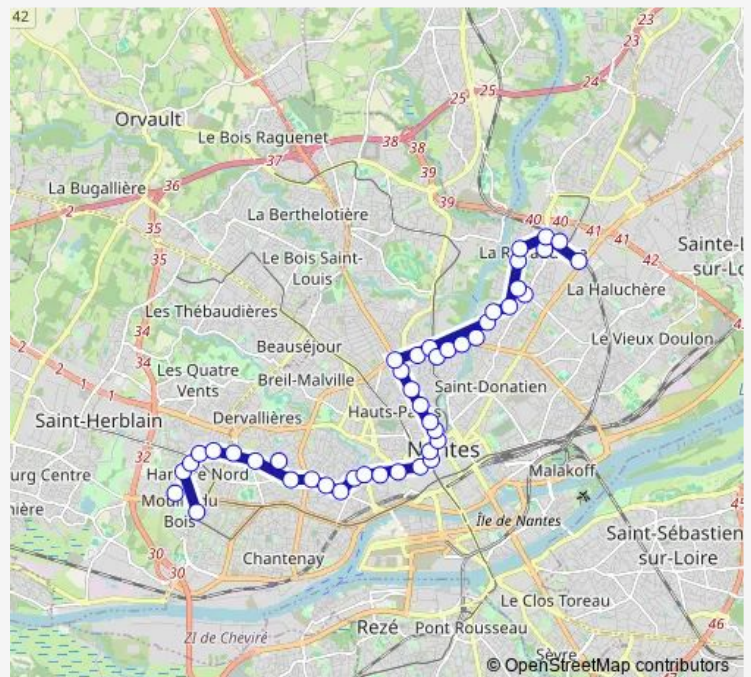 42
23
23
24
Orvault
25
25
Le Bois Raguenet
38
38
37
39
La Bugallière
36
2
39
40
40
41
La Berthelotière
35
41
Sainte-L
sur-Lo
42
35
Le Bois Saint-
Louis
La Haluchère
Les Thébaudières
34
Le Vieux Doulon
Beauséjour
2
34
Les Quatre
Vents
Breil-Malville
Saint-Donatien
2
1
1
Dervallières
Saint-Herblain
32
urg Centre
Malakoff
nière
Bois
Île de Nantes
45
Saint-Sébastien
sur-Loire
30
30
Chantenay
Le Clos Toreau
ZI de Cheviré
Rezé
Pont Rousseau
46
Sèvre
© OpenStreetMap contributors